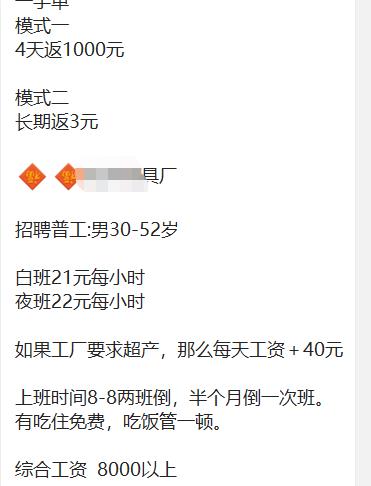 一手单
模式一
4天返1000元
模式二
长期返3元
具厂
招聘普工:男30-52岁
白班21元每小时
夜班22元每小时
如果工厂要求超产，那么每天工资＋40元
上班时间8-8两班倒，半个月倒一次班。
有吃住免费，吃饭管一顿。
综合工资 8000以上